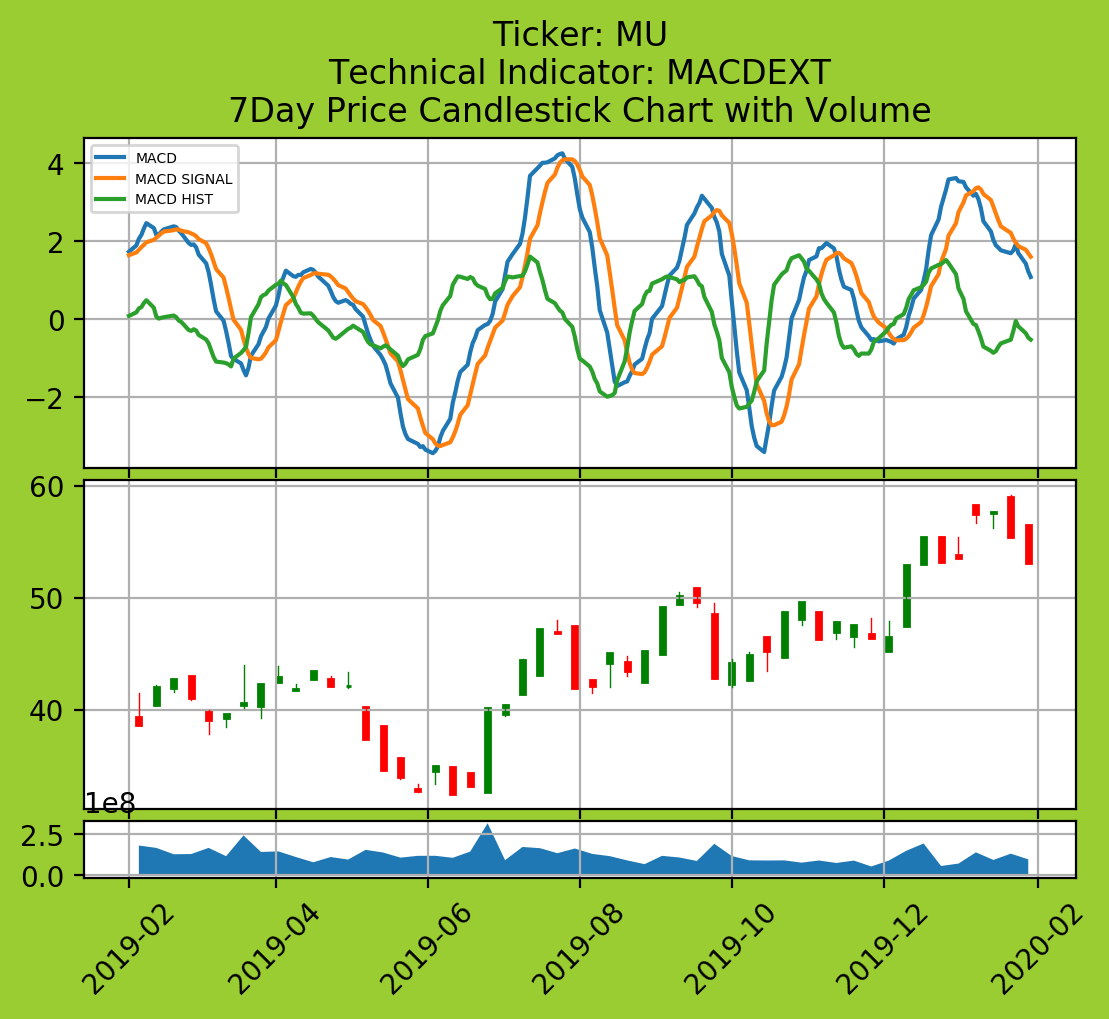 Ticker: MU
Technical Indicator: MACDEXT
7Day Price Candlestick Chart with Volume
MACD
MACD SIGNAL
MACD HIST
4
2
0
−2
60
50
40
1e8
2.5
0.0
2019-02
2019-04
2019-06
2019-08
2019-10
2019-12
2020-02